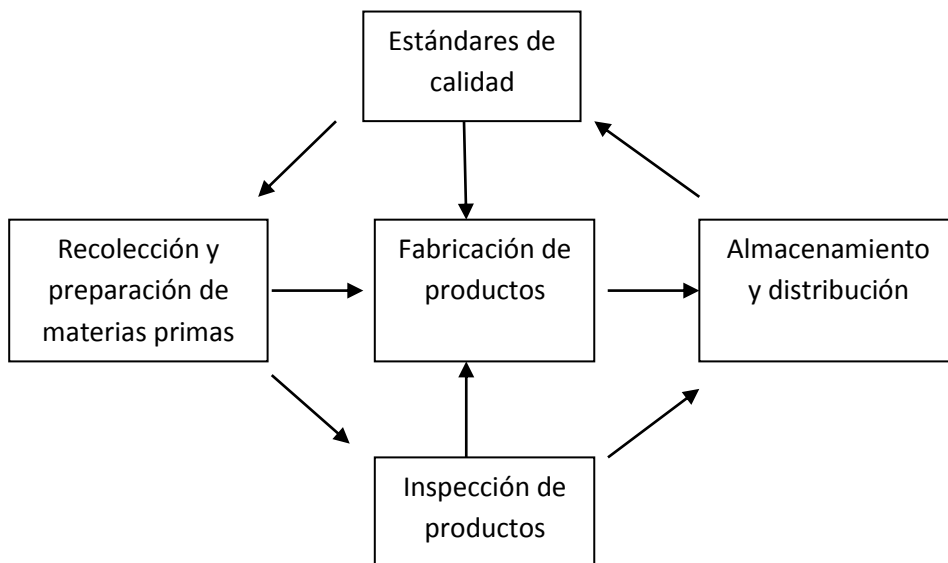 Estándares de
calidad
Recolección y
preparación de
materias primas
Fabricación de
productos
Almacenamiento
y distribución
Inspección de
productos